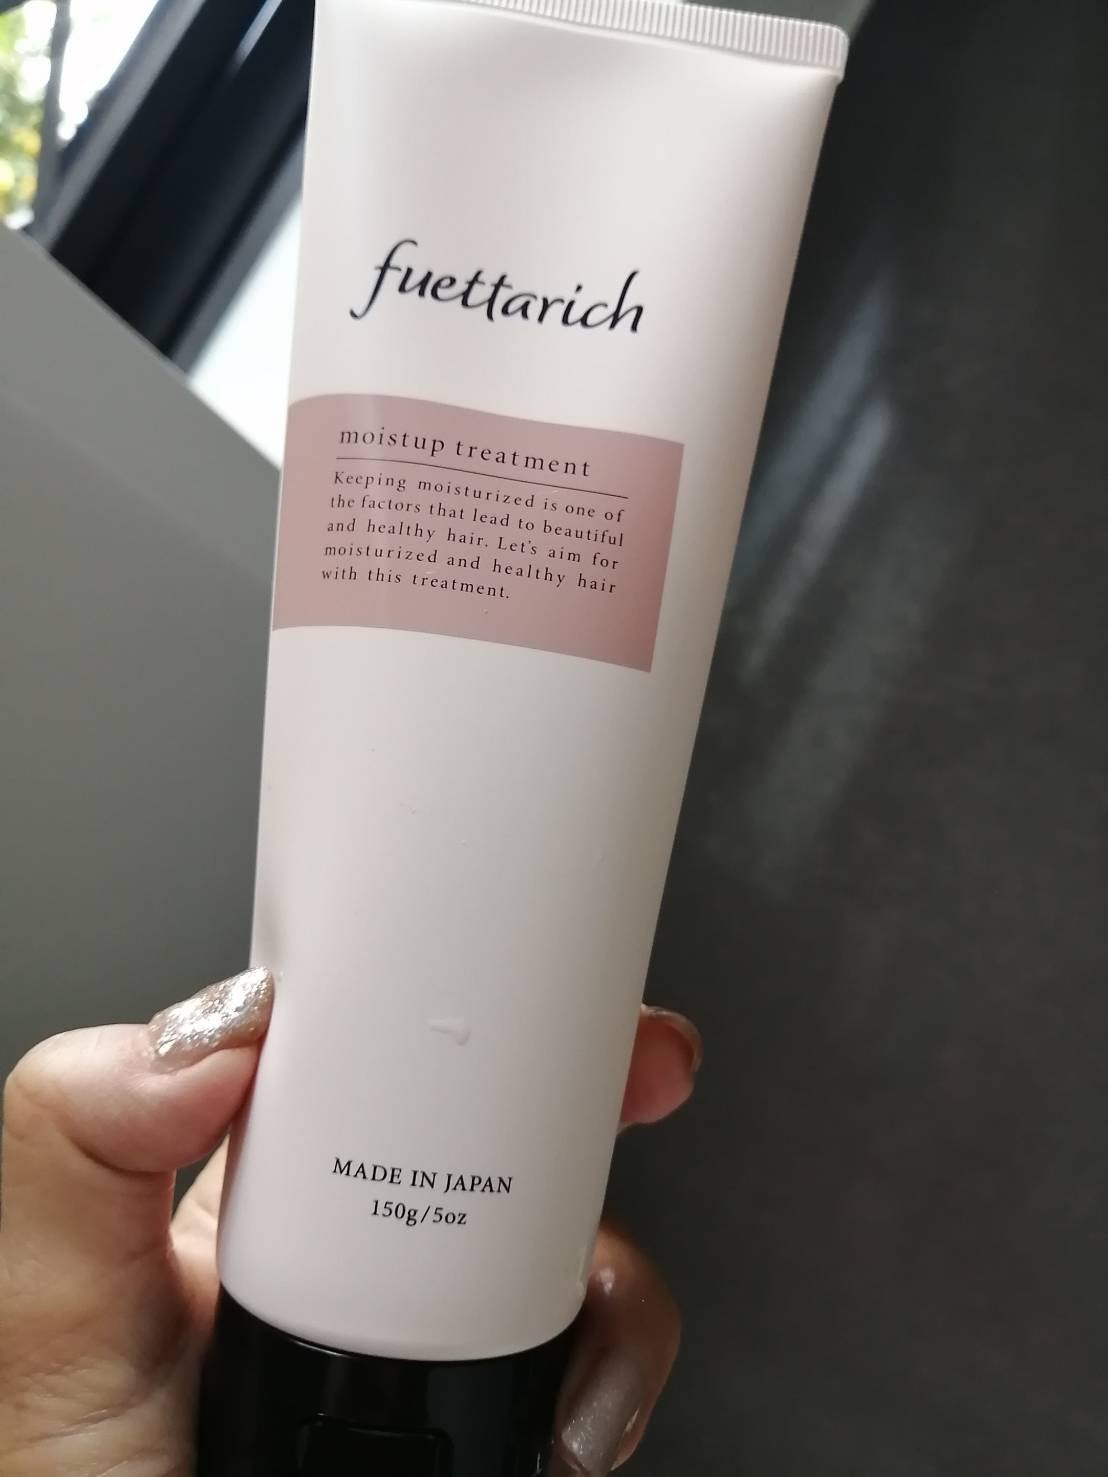 fuettarich
moistup treatment
Keeping moisturized is one of
the factors that lead to beautiful
and healthy hair. Let's aim for
moisturized and healthy hair
with this treatment.
MADE IN JAPAN
150g/5oz